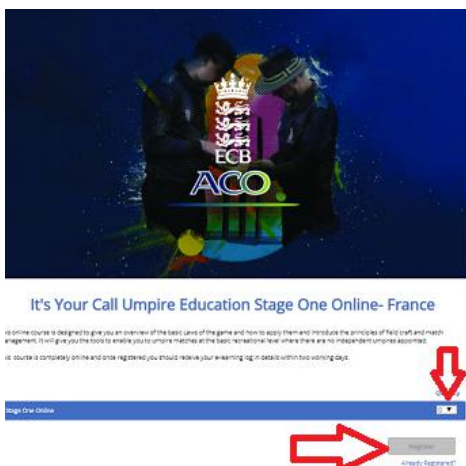 ECB
ACO
It's Your Call Umpire Education Stage One Online- France
online course is designed to give you an overview of the basic Laws of the game and how to apply them and introduce the principles of field craft and match
anagement. It will give you the tools to enable you to umpire matches at the basic recreational level where there are no independent umpires appointed.
course is completely online and once registered you should receive your e-learning log in details within two working days.
Stage One Online
0
Register
Already Registered?